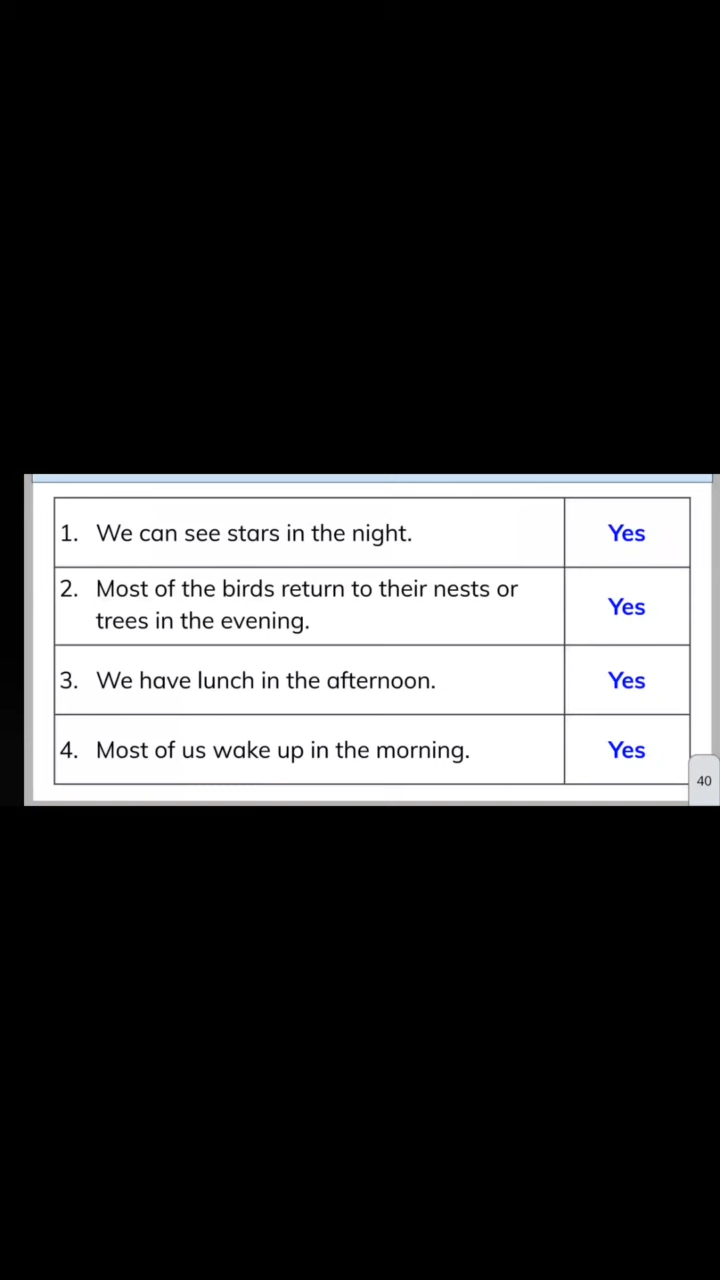 1. We can see stars in the night. Yes
2. Most of the birds return to their nests or
trees in the evening. Yes
3. We have lunch in the afternoon. Yes
4. Most of us wake up in the morning. Yes
40